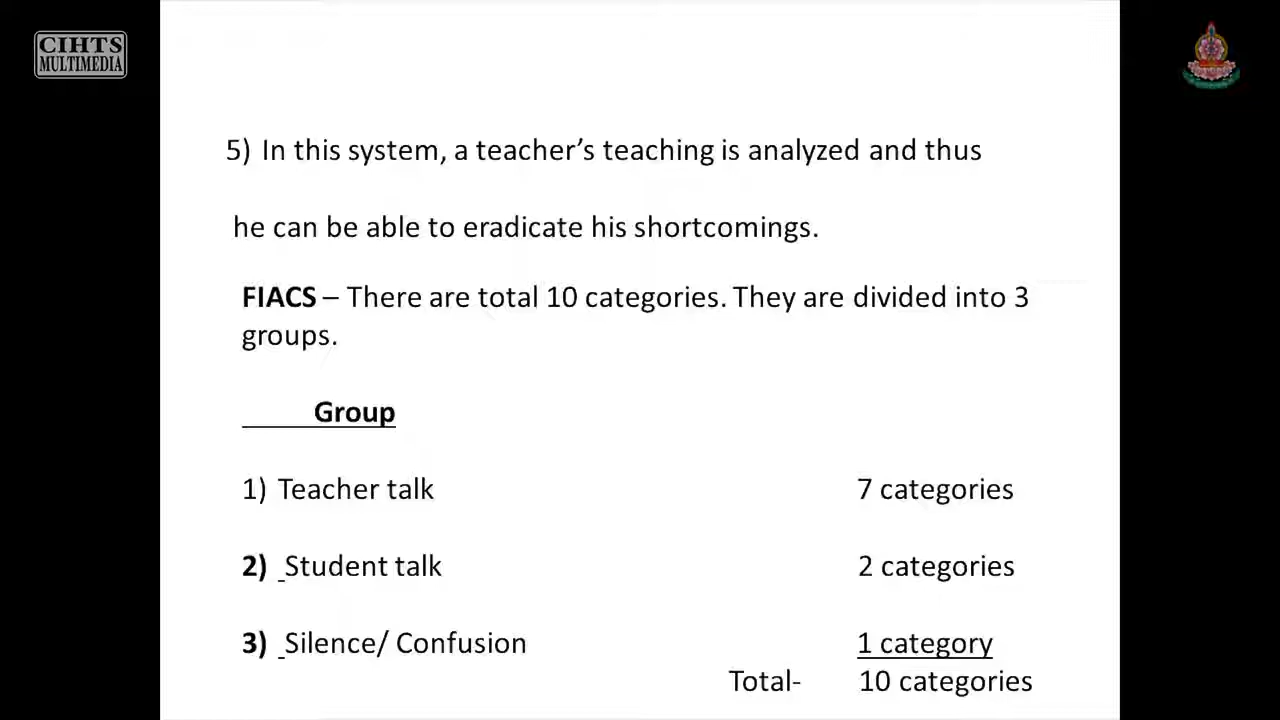 CIHTS
MULTIMEDIA
5) In this system, a teacher’s teaching is analyzed and thus
he can be able to eradicate his shortcomings.
FIACS – There are total 10 categories. They are divided into 3
groups.
Group
1) Teacher talk 7 categories
2) Student talk 2 categories
3) Silence/ Confusion 1 category
Total- 10 categories